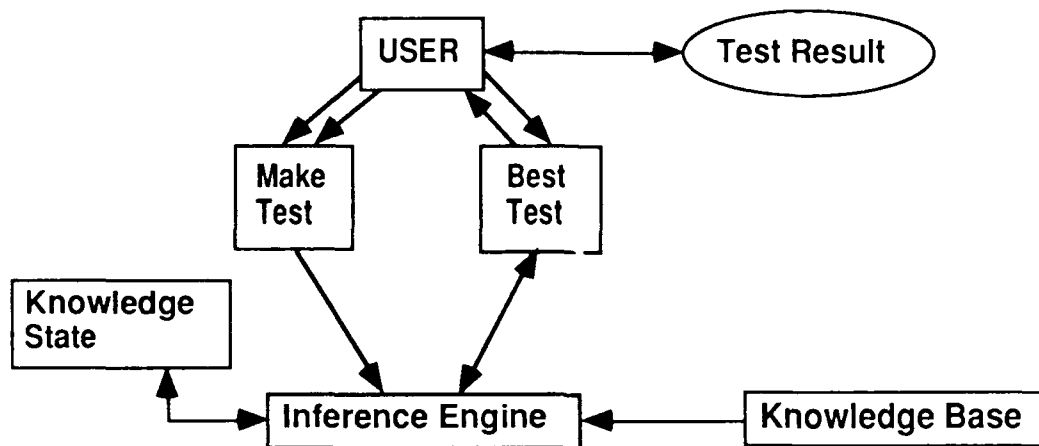 USER
Test Result
Make
Test
Best
Test
Knowledge
State
Inference Engine
Knowledge Base